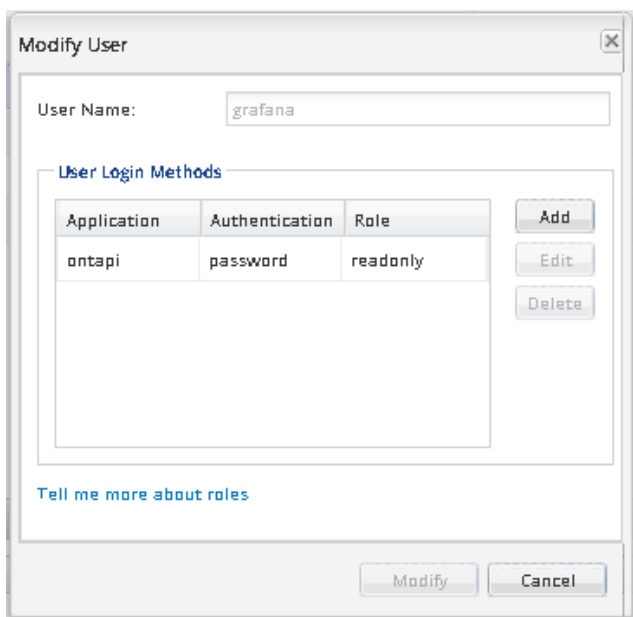 Modify User
User Name: grafana
User Login Methods
Application Authentication Role
ontapi password readonly
Add
Edit
Delete
Tell me more about roles
Modify Cancel